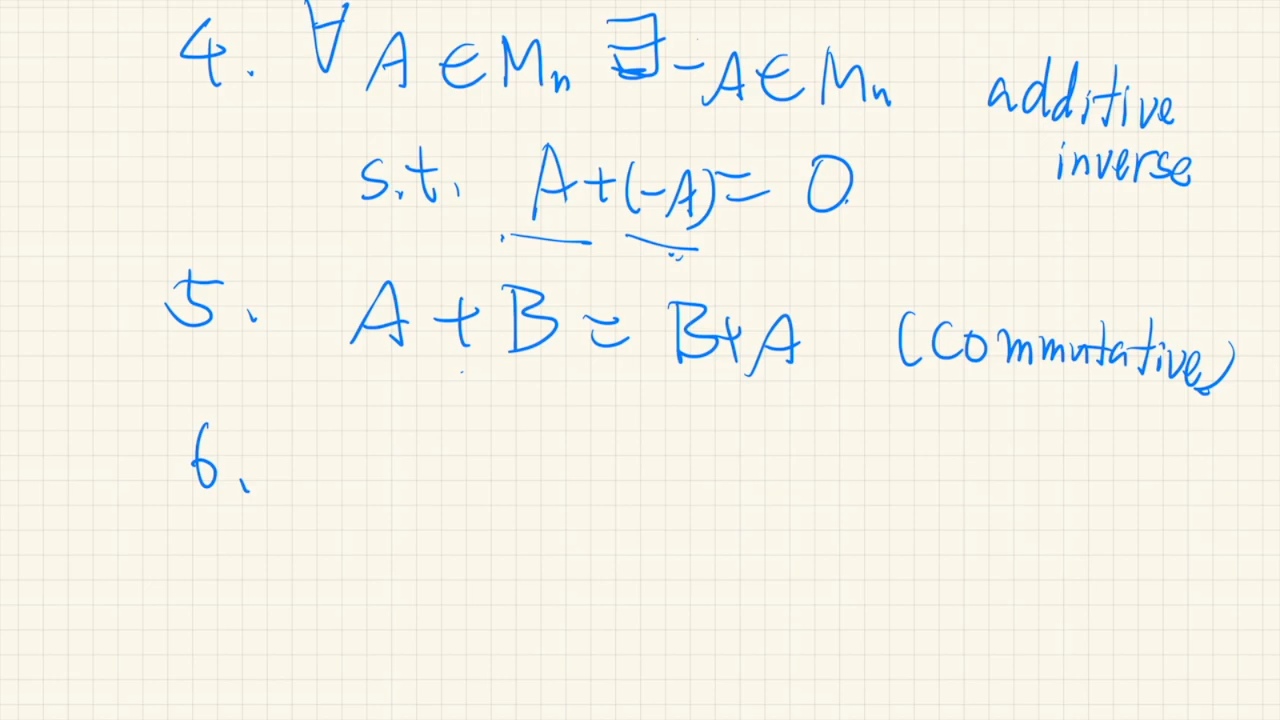 4. ∀ A ∈ Mn ∃ -A ∈ Mn additive inverse
s.t. A+(-A)= 0
5. A + B = B+A (commutative)
6.